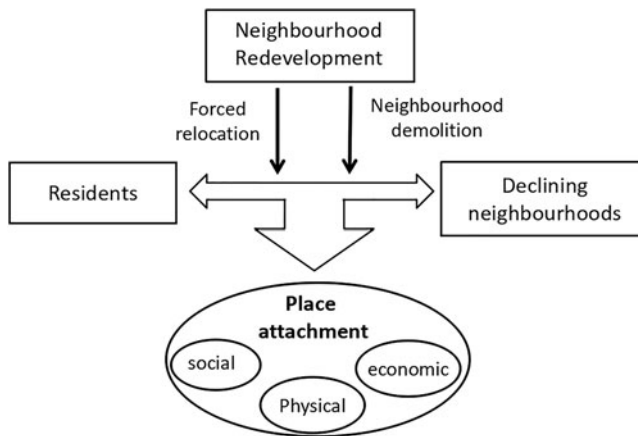 Neighbourhood
Redevelopment
Forced
relocation
Neighbourhood
demolition
Residents
Declining
neighbourhoods
Place
attachment
social
economic
Physical